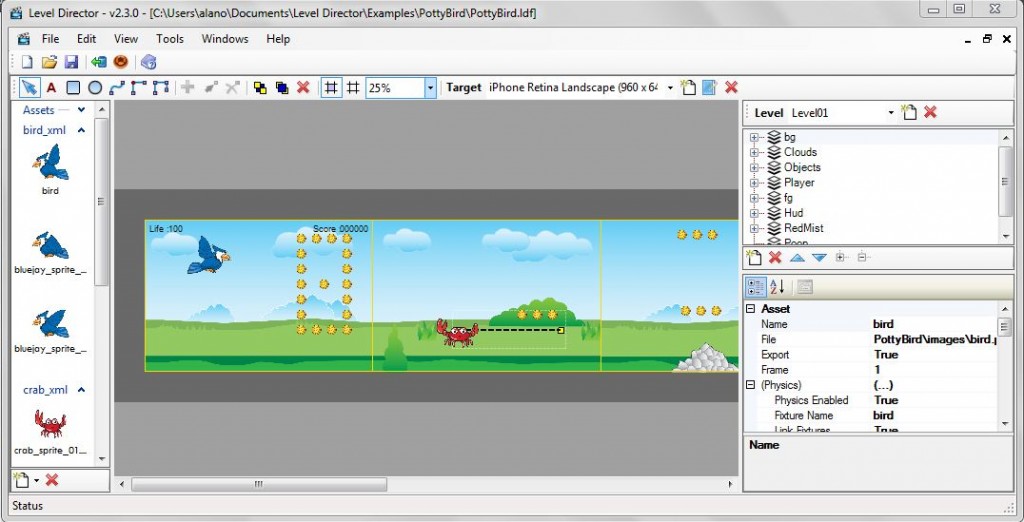 Level Director - v2.3.0 - [C:\Users\alano\Documents\Level Director\Examples\PottyBird\PottyBird.ldf]
File Edit View Tools Windows Help
A 25% Target iPhone Retina Landscape (960 x 64
Assets
bird_xml
bird
bluejay_sprite_...
bluejay_sprite_...
crab_xml
crab_sprite_01...
Life :100 Score :000000
Level Level01
bg
Clouds
Objects
Player
fg
Hud
RedMist
Poop
Asset
Name bird
File PottyBird\images\bird.p
Export True
Frame 1
(Physics) {...}
Physics Enabled True
Fixture Name bird
Link Fixtures True
Name
Status